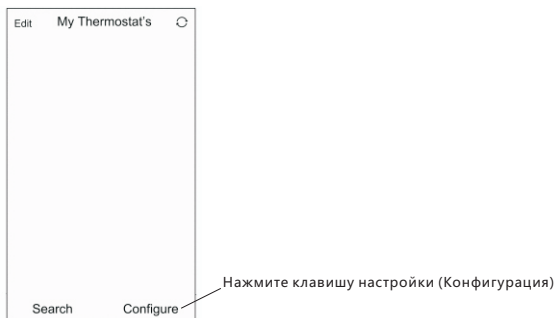 Edit My Thermostat's
Нажмите клавишу настройки (Конфигурация)
Search Configure